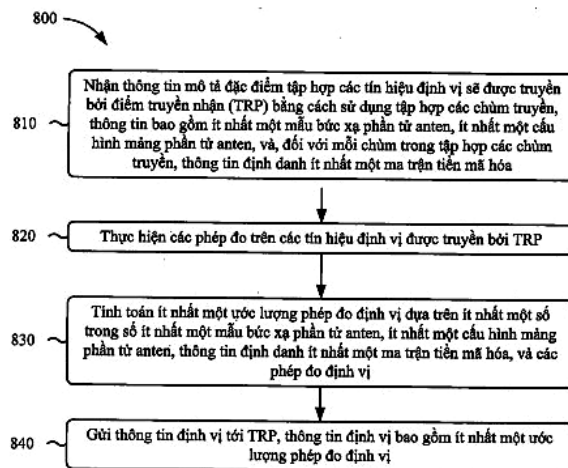 800
810
Nhận thông tin mô tả đặc điểm tập hợp các tín hiệu định vị sẽ được truyền
bởi điểm truyền nhận (TRP) bằng cách sử dụng tập hợp các chùm truyền,
thông tin bao gồm ít nhất một mẫu bức xạ phần tử anten, ít nhất một cấu
hình mảng phần tử anten, và, đối với mỗi chùm trong tập hợp các chùm
truyền, thông tin định danh ít nhất một ma trận tiền mã hóa
820
Thực hiện các phép đo trên các tín hiệu định vị được truyền bởi TRP
830
Tính toán ít nhất một ước lượng phép đo định vị dựa trên ít nhất một số
trong số ít nhất một mẫu bức xạ phần tử anten, ít nhất một cấu hình mảng
phần tử anten, thông tin định danh ít nhất một ma trận tiền mã hóa, và các
phép đo định vị
840
Gửi thông tin định vị tới TRP, thông tin định vị bao gồm ít nhất một ước
lượng phép đo định vị